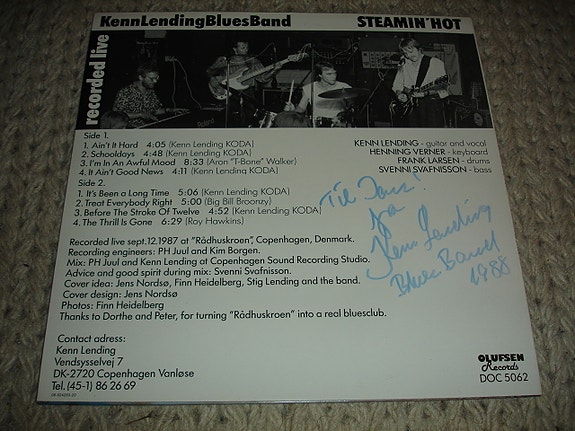 KennLendingBluesBand STEAMIN'HOT
recorded live
Side 1.
1. Ain't It Hard 4:05 (Kenn Lending KODA)
2. Schooldays 4:48 (Kenn Lending KODA)
3. I'm In An Awful Mood 8:33 (Aron "T-Bone" Walker)
4. It Ain't Good News 4:11 (Kenn Lending KODA)
Side 2.
1. It's Been a Long Time 5:06 (Kenn Lending KODA)
2. Treat Everybody Right 5:00 (Big Bill Broonzy)
3. Before The Stroke Of Twelve 4:52 (Kenn Lending KODA)
4. The Thrill Is Gone 6:29 (Roy Hawkins)
KENN LENDING - guitar and vocal
HENNING VERNER - keyboard
FRANK LARSEN - drums
SVENNI SVAFNISSON - bass
Til Jens!
fra
Kenn Lending
Blues Band
1988
Recorded live sept.12.1987 at "Rådhuskroen", Copenhagen, Denmark.
Recording engineers: PH Juul and Kim Borgen.
Mix: PH Juul and Kenn Lending at Copenhagen Sound Recording Studio.
Advice and good spirit during mix: Svenni Svafnisson.
Cover idea: Jens Nordsø, Finn Heidelberg, Stig Lending and the band.
Cover design: Jens Nordsø
Photos: Finn Heidelberg
Thanks to Dorthe and Peter, for turning "Rådhuskroen" into a real bluesclub.
Contact adress:
Kenn Lending
Vendsysselvej 7
DK-2720 Copenhagen Vanløse
Tel.(45-1) 86 26 69
OLUFSEN
Records
DOC 5062